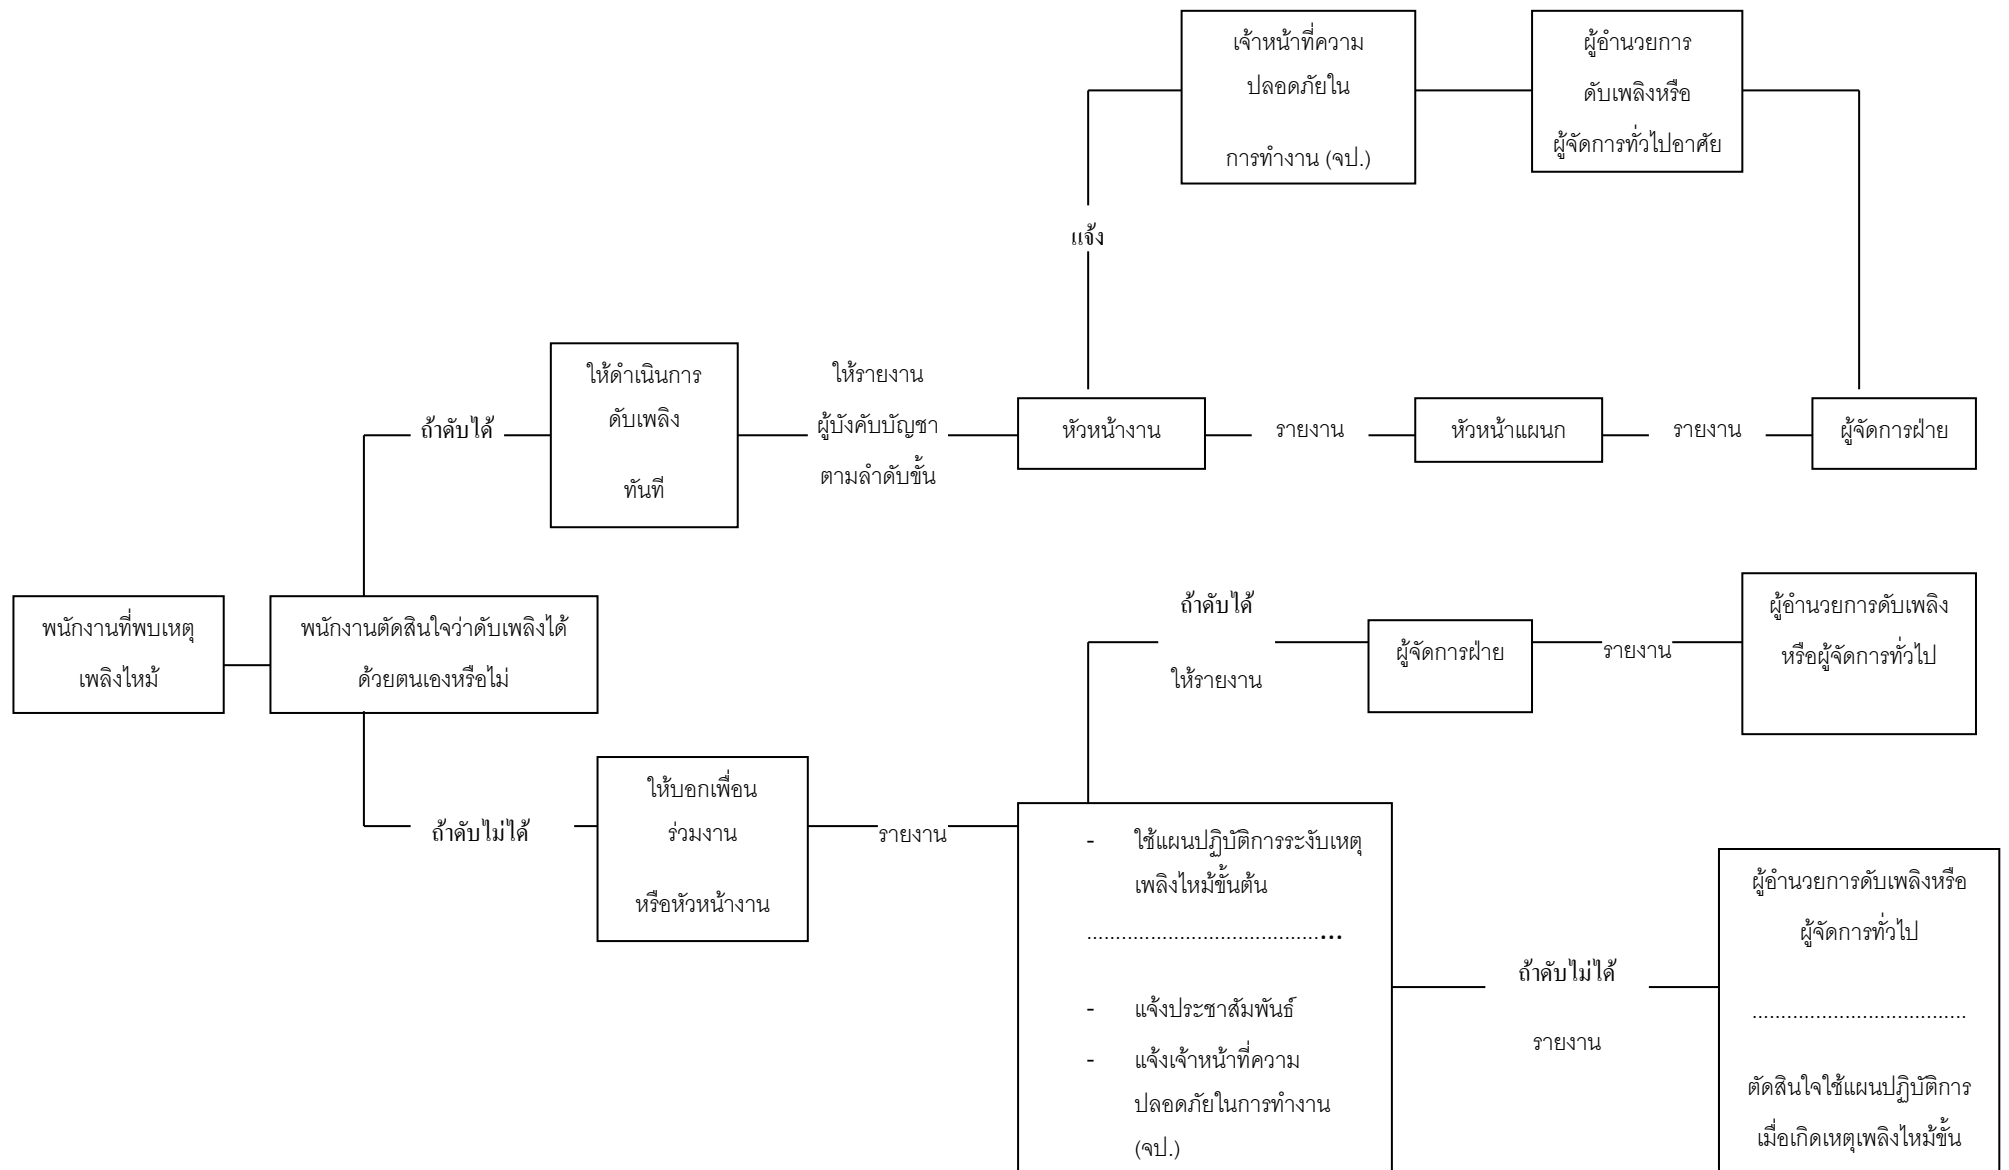 เจ้าหน้าที่ความ
ปลอดภัยใน
การทำงาน (จป.)
ผู้อำนวยการ
ดับเพลิงหรือ
ผู้จัดการทั่วไปอาศัย
แจ้ง
ให้ดำเนินการ
ดับเพลิง
ทันที
ให้รายงาน
ผู้บังคับบัญชา
ตามลำดับขั้น
ถ้าดับได้
หัวหน้างาน
รายงาน
หัวหน้าแผนก
รายงาน
ผู้จัดการฝ่าย
พนักงานที่พบเหตุ
เพลิงไหม้
พนักงานตัดสินใจว่าดับเพลิงได้
ด้วยตนเองหรือไม่
ถ้าดับได้
ให้รายงาน
ผู้จัดการฝ่าย
รายงาน
ผู้อำนวยการดับเพลิง
หรือผู้จัดการทั่วไป
ถ้าดับไม่ได้
ให้บอกเพื่อน
ร่วมงาน
หรือหัวหน้างาน
รายงาน
- ใช้แผนปฏิบัติการระงับเหตุ
เพลิงไหม้ขั้นต้น
...........................................
- แจ้งประชาสัมพันธ์
- แจ้งเจ้าหน้าที่ความ
ปลอดภัยในการทำงาน
(จป.)
ถ้าดับไม่ได้
รายงาน
ผู้อำนวยการดับเพลิงหรือ
ผู้จัดการทั่วไป
.....................................
ตัดสินใจใช้แผนปฏิบัติการ
เมื่อเกิดเหตุเพลิงไหม้ขั้น